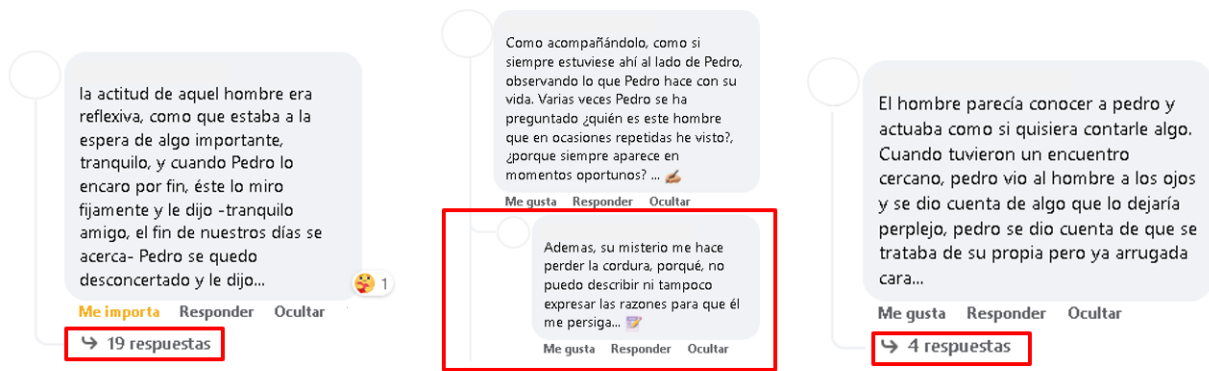 la actitud de aquel hombre era
reflexiva, como que estaba a la
espera de algo importante,
tranquilo, y cuando Pedro lo
encaro por fin, éste lo miro
fijamente y le dijo -tranquilo
amigo, el fin de nuestros días se
acerca- Pedro se quedo
desconcertado y le dijo...
1
Me importa Responder Ocultar
19 respuestas
Como acompañándolo, como si
siempre estuviese ahí al lado de Pedro,
observando lo que Pedro hace con su
vida. Varias veces Pedro se ha
preguntado ¿quién es este hombre
que en ocasiones repetidas he visto?,
¿porque siempre aparece en
momentos oportunos? ... ✍
Me gusta Responder Ocultar
Ademas, su misterio me hace
perder la cordura, porqué, no
puedo describir ni tampoco
expresar las razones para que él
me persiga... 📝
Me gusta Responder Ocultar
El hombre parecía conocer a pedro y
actuaba como si quisiera contarle algo.
Cuando tuvieron un encuentro
cercano, pedro vio al hombre a los ojos
y se dio cuenta de algo que lo dejaría
perplejo, pedro se dio cuenta de que se
trataba de su propia pero ya arrugada
cara...
Me gusta Responder Ocultar
4 respuestas